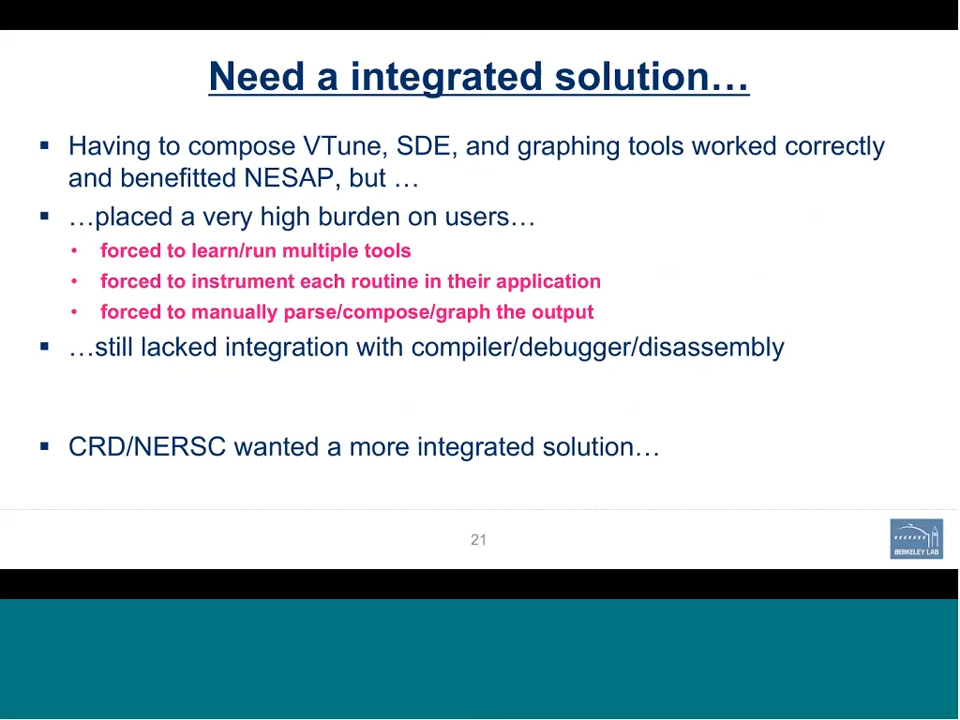 Need a integrated solution…
▪ Having to compose VTune, SDE, and graphing tools worked correctly
and benefitted NESAP, but …
▪ …placed a very high burden on users…
• forced to learn/run multiple tools
• forced to instrument each routine in their application
• forced to manually parse/compose/graph the output
▪ …still lacked integration with compiler/debugger/disassembly
▪ CRD/NERSC wanted a more integrated solution…
21
BERKELEY LAB